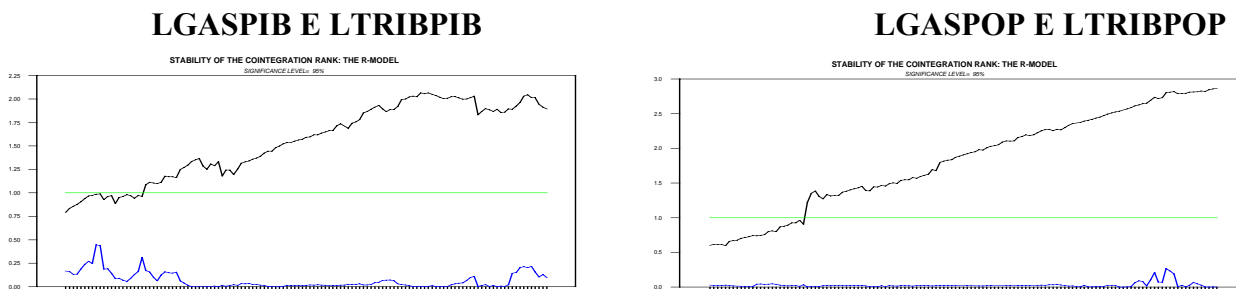 LGASPIB E LTRIBPIB
STABILITY OF THE COINTEGRATION RANK: THE R-MODEL
SIGNIFICANCE LEVEL= 95%
2.25
2.00
1.75
1.50
1.25
1.00
0.75
0.50
0.25
0.00
LGASPOP E LTRIBPOP
STABILITY OF THE COINTEGRATION RANK: THE R-MODEL
SIGNIFICANCE LEVEL= 95%
3.0
2.5
2.0
1.5
1.0
0.5
0.0